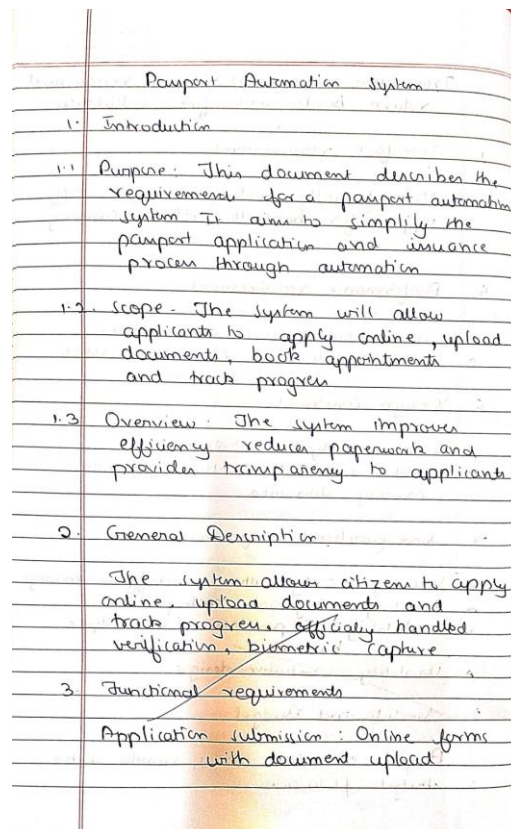 Passport Automation System
1. Introduction
1.1 Purpose: This document describes the
requirements for a passport automation
system It aims to simplify the
passport application and issuance
process through automation
1.2. Scope - The system will allow
applicants to apply online, upload
documents, book appointments
and track progress
1.3 Overview. The system improves
efficiency reduces paperwork and
provides transparency to applicants
2. General Description
The system allows citizens to apply
online, upload documents and
track progress, officialy handled
verification, biometric capture
3. Functional requirements
Application submission: Online forms
with document upload